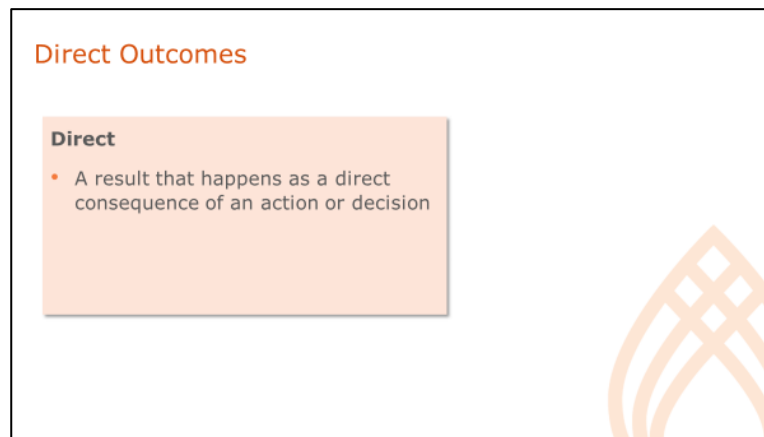 Direct Outcomes
Direct
• A result that happens as a direct
consequence of an action or decision